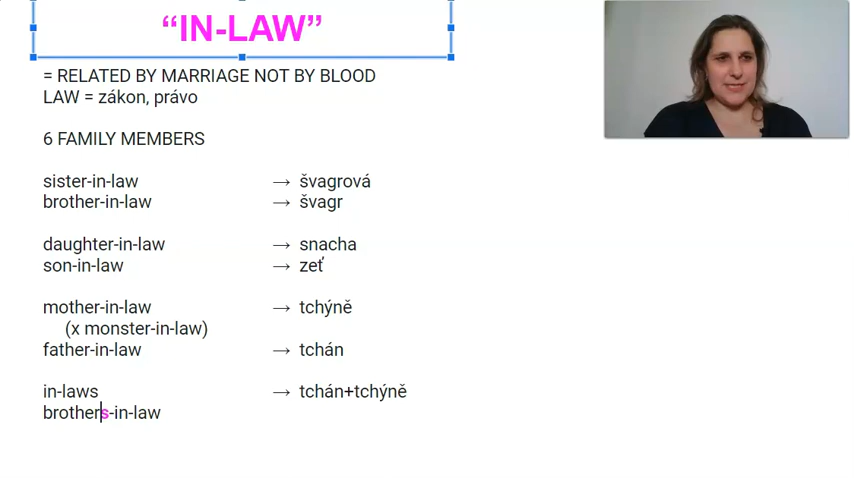 “IN-LAW”
= RELATED BY MARRIAGE NOT BY BLOOD
LAW = zákon, právo
6 FAMILY MEMBERS
sister-in-law → švagrová
brother-in-law → švagr
daughter-in-law → snacha
son-in-law → zeť
mother-in-law → tchýně
(x monster-in-law)
father-in-law → tchán
in-laws → tchán+tchýně
brothers-in-law